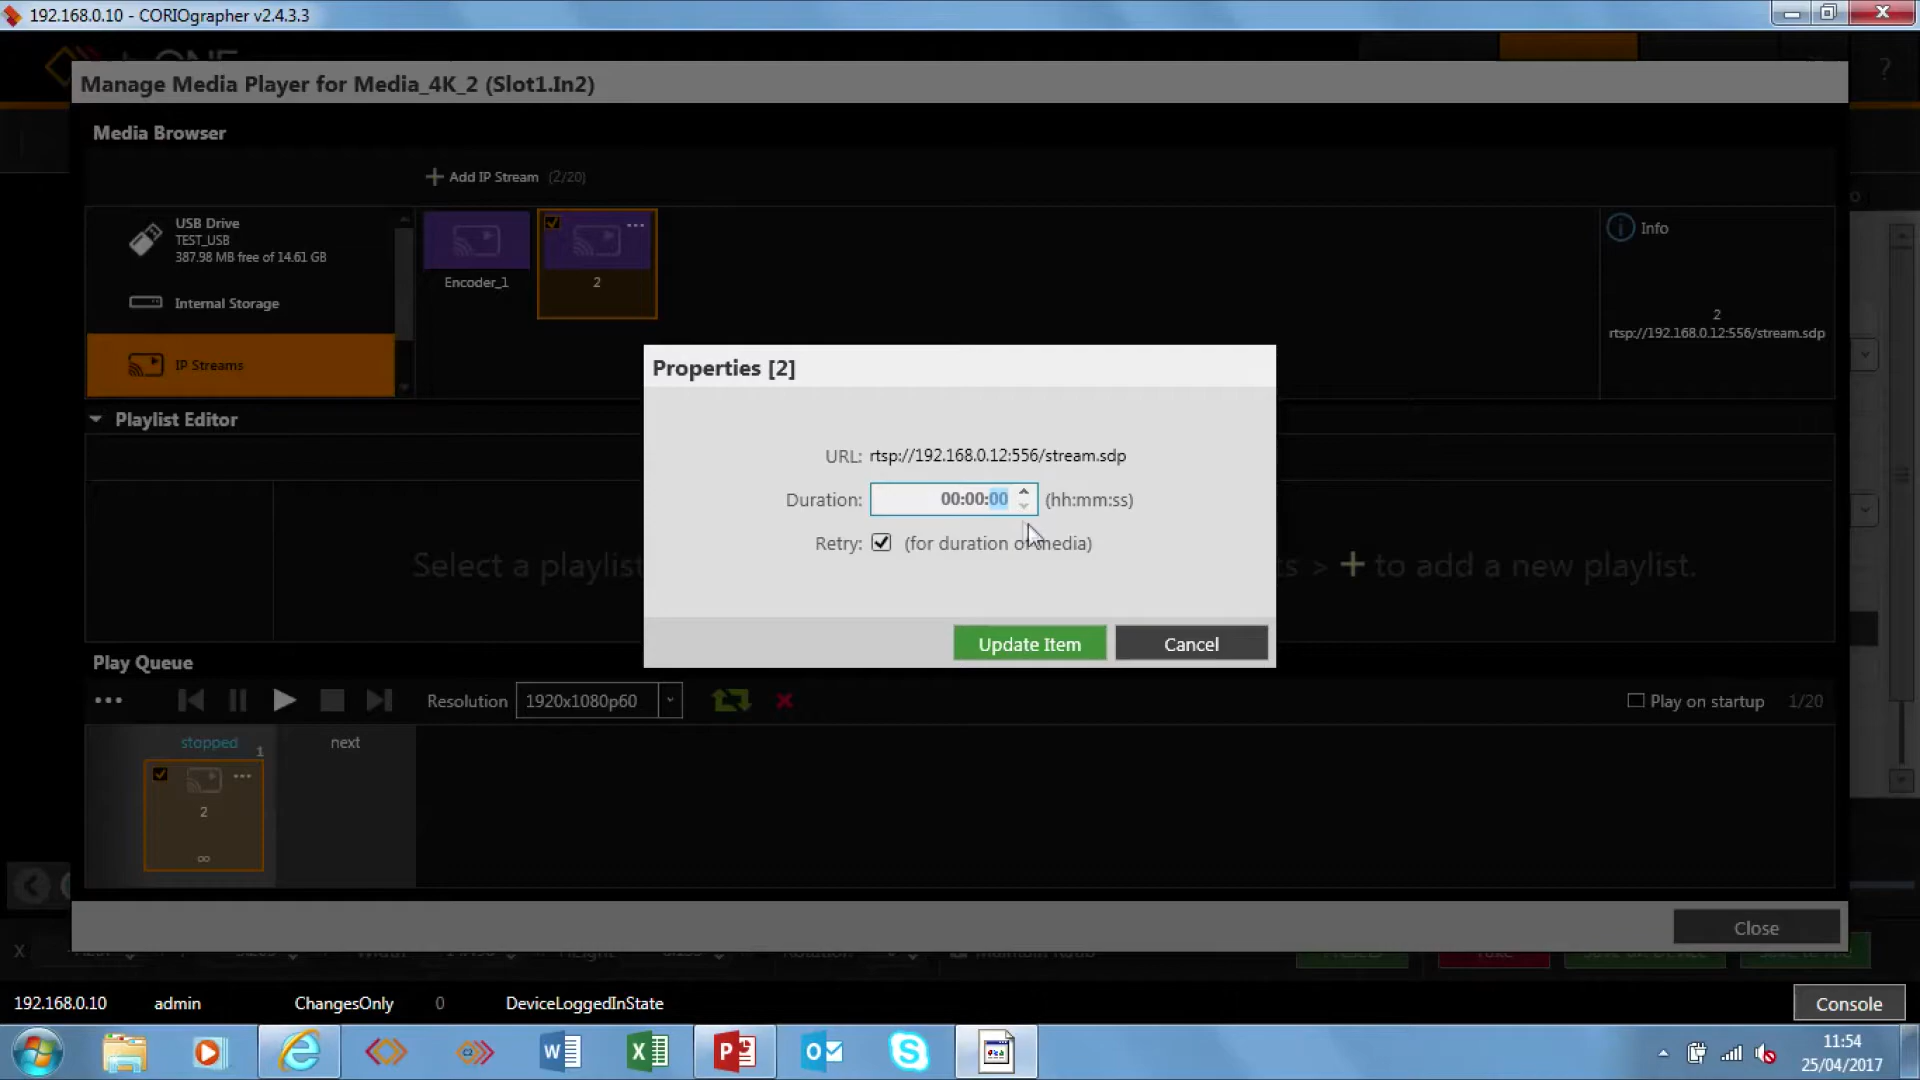 192.168.0.10 - CORIOgrapher v2.4.3.3
Manage Media Player for Media_4K_2 (Slot1.In2)
Media Browser
Add IP Stream (2/20)
USB Drive
TEST_USB
387.98 MB free of 14.61 GB
Internal Storage
IP Streams
Encoder_1
2
Info
2
rtsp://192.168.0.12:556/stream.sdp
Playlist Editor
Select a playlist
s > + to add a new playlist.
Properties [2]
URL: rtsp://192.168.0.12:556/stream.sdp
Duration: 00:00:00 (hh:mm:ss)
Retry: (for duration of media)
Update Item
Cancel
Play Queue
Resolution 1920x1080p60
Play on startup 1/20
stopped
1
next
2
∞
Close
X
192.168.0.10 admin ChangesOnly 0 DeviceLoggedInState
Console
11:54
25/04/2017